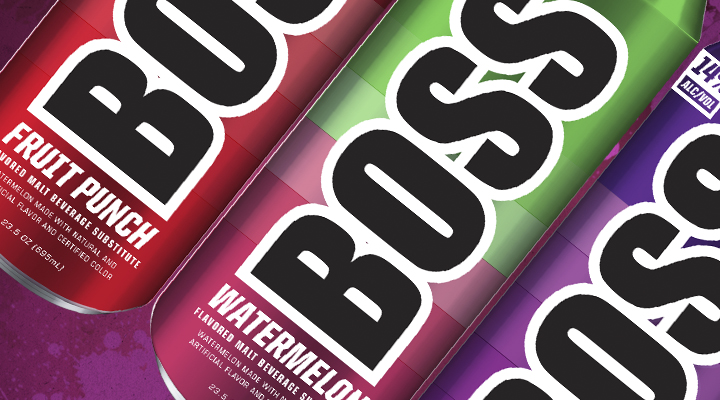 BOSS
FRUIT PUNCH
FLAVORED MALT BEVERAGE SUBSTITUTE
WATERMELON MADE WITH NATURAL AND
ARTIFICIAL FLAVOR AND CERTIFIED COLOR
23.5 OZ (695mL)
BOSS
WATERMELON
FLAVORED MALT BEVERAGE
WATERMELON MADE WITH
ARTIFICIAL FLAVOR AND
23.5
14%
ALC/VOL
BOSS